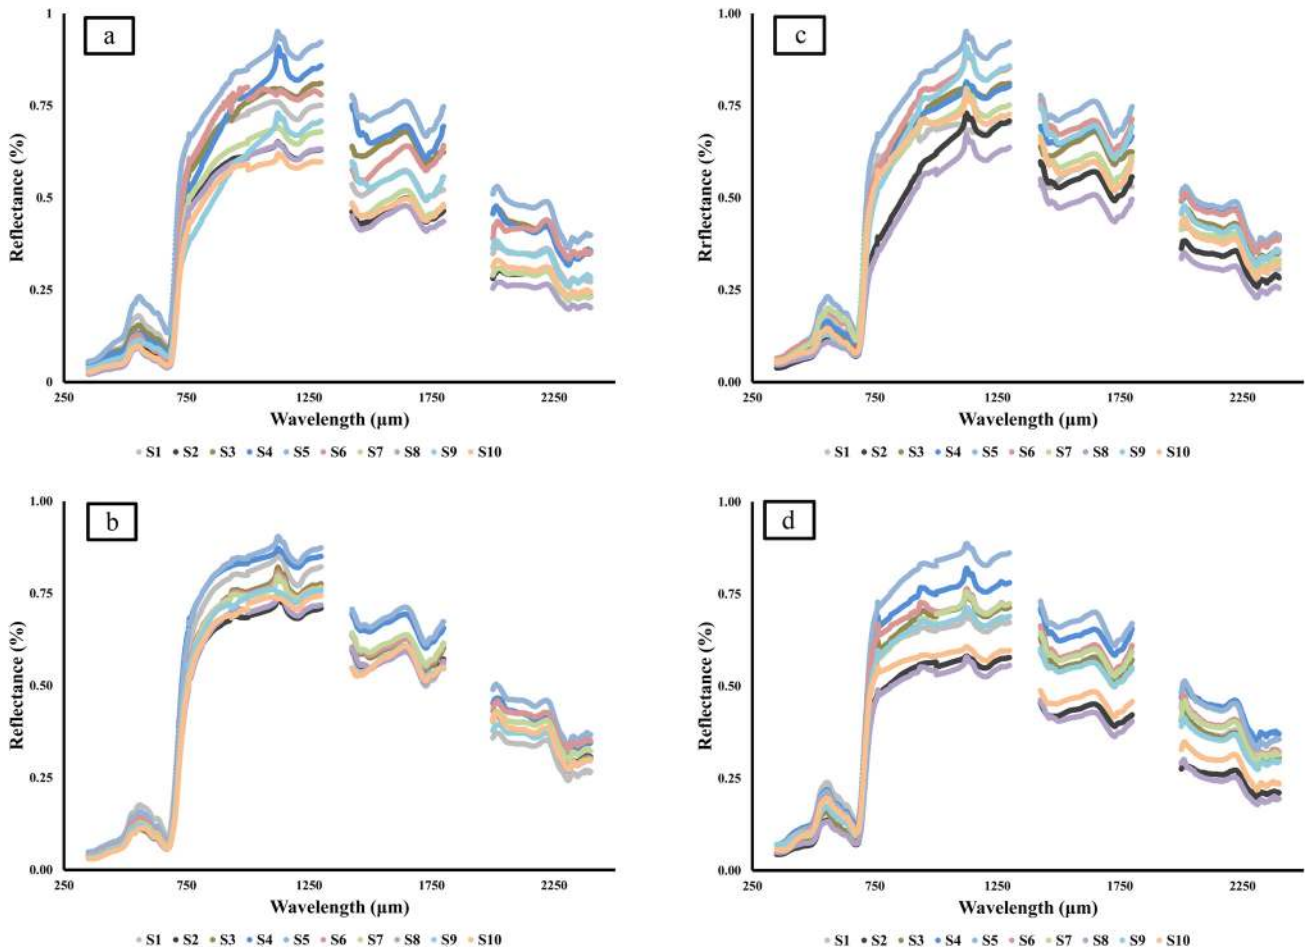 a
1
0.75
0.5
0.25
0
Reflectance (%)
250 750 1250 1750 2250
Wavelength (μm)
S1 S2 S3 S4 S5 S6 S7 S8 S9 S10
c
1.00
0.75
0.50
0.25
0.00
Rrflectance (%)
250 750 1250 1750 2250
Wavelength (μm)
S1 S2 S3 S4 S5 S6 S7 S8 S9 S10
b
1.00
0.75
0.50
0.25
0.00
Reflectance (%)
250 750 1250 1750 2250
Wavelength (μm)
S1 S2 S3 S4 S5 S6 S7 S8 S9 S10
d
1.00
0.75
0.50
0.25
0.00
Reflectance (%)
250 750 1250 1750 2250
Wavelength (μm)
S1 S2 S3 S4 S5 S6 S7 S8 S9 S10